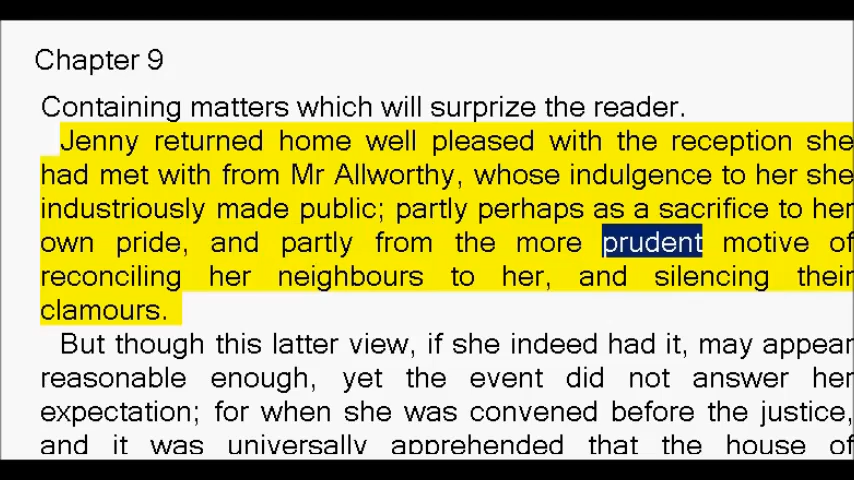 Chapter 9
Containing matters which will surprize the reader.
Jenny returned home well pleased with the reception she
had met with from Mr Allworthy, whose indulgence to her she
industriously made public; partly perhaps as a sacrifice to her
own pride, and partly from the more prudent motive of
reconciling her neighbours to her, and silencing their
clamours.
But though this latter view, if she indeed had it, may appear
reasonable enough, yet the event did not answer her
expectation; for when she was convened before the justice,
and it was universally apprehended that the house of